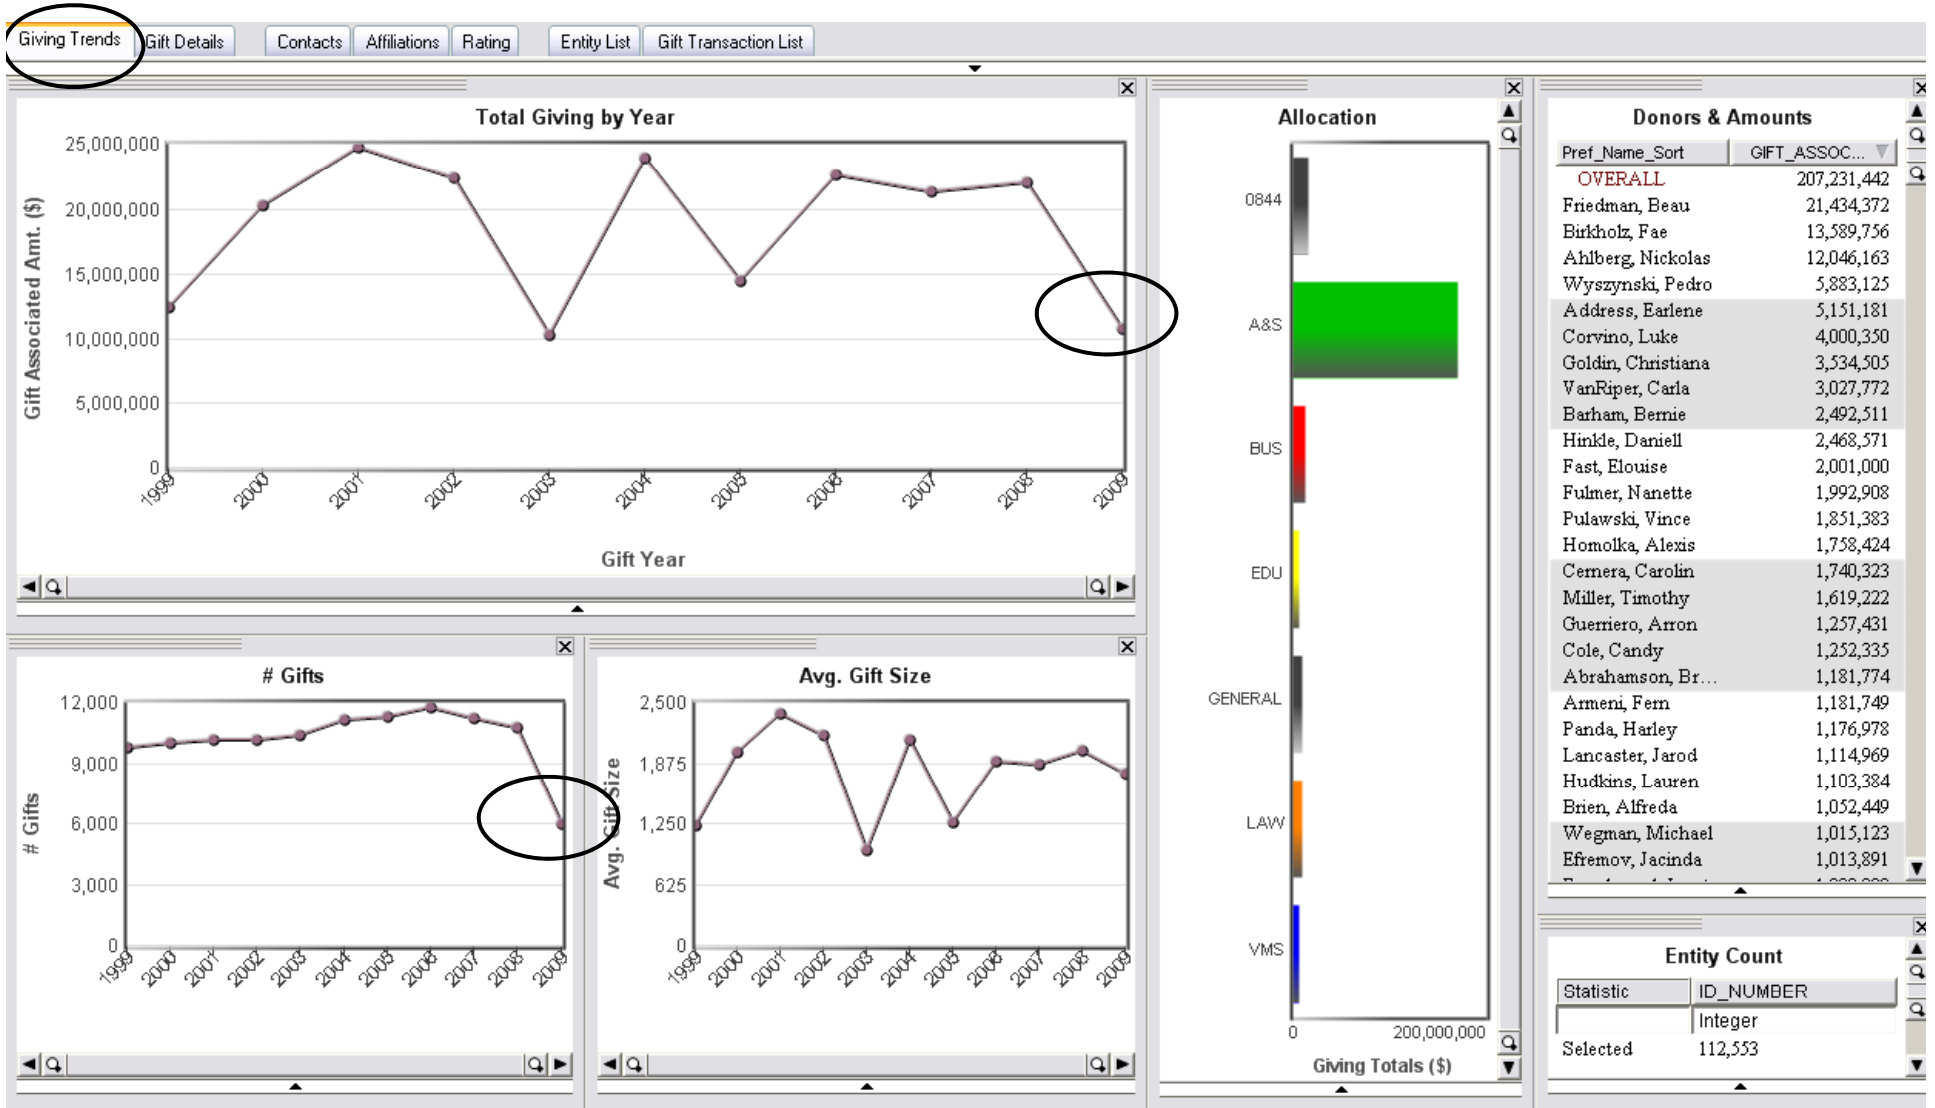 Giving Trends
Gift Details
Contacts
Affiliations
Rating
Entity List
Gift Transaction List
Total Giving by Year
Gift Associated Amt. ($)
25,000,000
20,000,000
15,000,000
10,000,000
5,000,000
0
1999 2000 2001 2002 2003 2004 2005 2006 2007 2008 2009
Gift Year
# Gifts
# Gifts
12,000
9,000
6,000
3,000
0
1999 2000 2001 2002 2003 2004 2005 2006 2007 2008 2009
Avg. Gift Size
Avg. Gift Size
2,500
1,875
1,250
625
0
1999 2000 2001 2002 2003 2004 2005 2006 2007 2008 2009
Allocation
0844
A&S
BUS
EDU
GENERAL
LAW
VMS
0 200,000,000
Giving Totals ($)
Donors & Amounts
Pref_Name_Sort GIFT_ASSOC...
OVERALL 207,231,442
Friedman, Beau 21,434,372
Birkholz, Fae 13,589,756
Ahlberg, Nickolas 12,046,163
Wyszynski, Pedro 5,883,125
Address, Earlene 5,151,181
Corvino, Luke 4,000,350
Goldin, Christiana 3,534,505
VanRiper, Carla 3,027,772
Barham, Bernie 2,492,511
Hinkle, Daniell 2,468,571
Fast, Elouise 2,001,000
Fulmer, Nanette 1,992,908
Pulawski, Vince 1,851,383
Homolka, Alexis 1,758,424
Cernera, Carolin 1,740,323
Miller, Timothy 1,619,222
Guerriero, Arron 1,257,431
Cole, Candy 1,252,335
Abrahamson, Br... 1,181,774
Armeni, Fern 1,181,749
Panda, Harley 1,176,978
Lancaster, Jarod 1,114,969
Hudkins, Lauren 1,103,384
Brien, Alfreda 1,052,449
Wegman, Michael 1,015,123
Efremov, Jacinda 1,013,891
Entity Count
Statistic ID_NUMBER
Integer
Selected 112,553